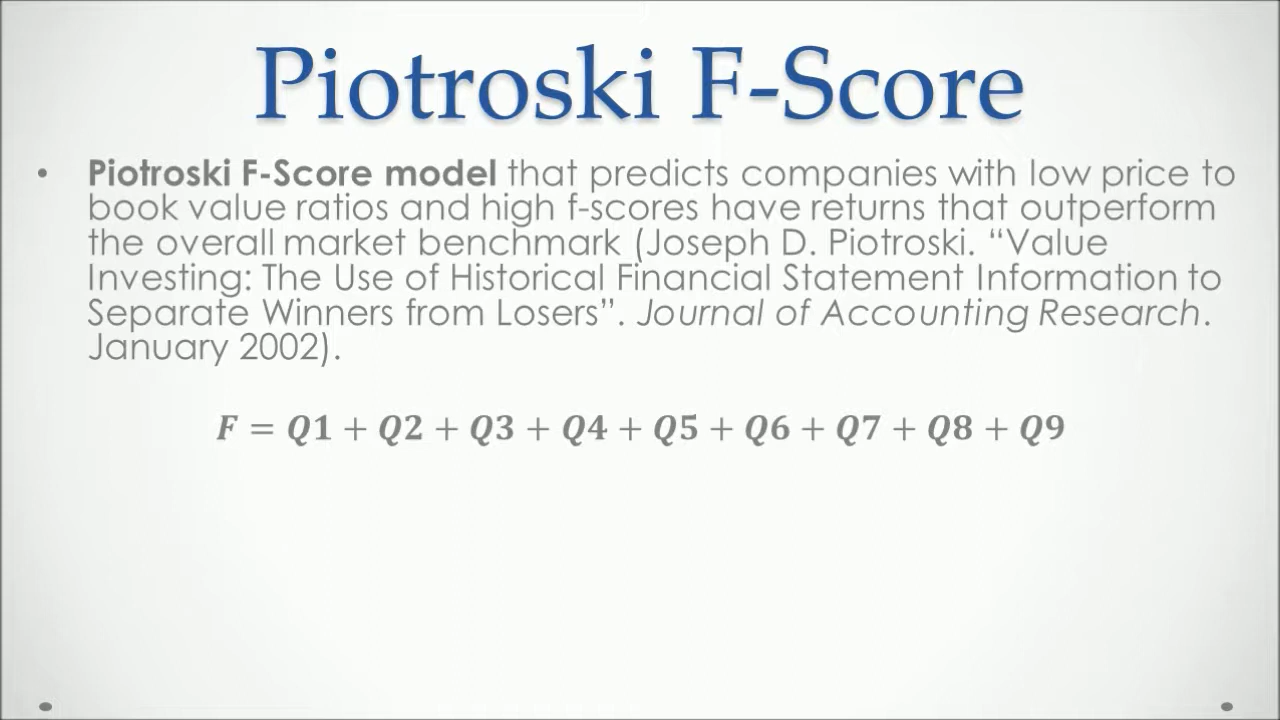 Piotroski F-Score
• Piotroski F-Score model that predicts companies with low price to
book value ratios and high f-scores have returns that outperform
the overall market benchmark (Joseph D. Piotroski. “Value
Investing: The Use of Historical Financial Statement Information to
Separate Winners from Losers”. Journal of Accounting Research.
January 2002).
F = Q1 + Q2 + Q3 + Q4 + Q5 + Q6 + Q7 + Q8 + Q9